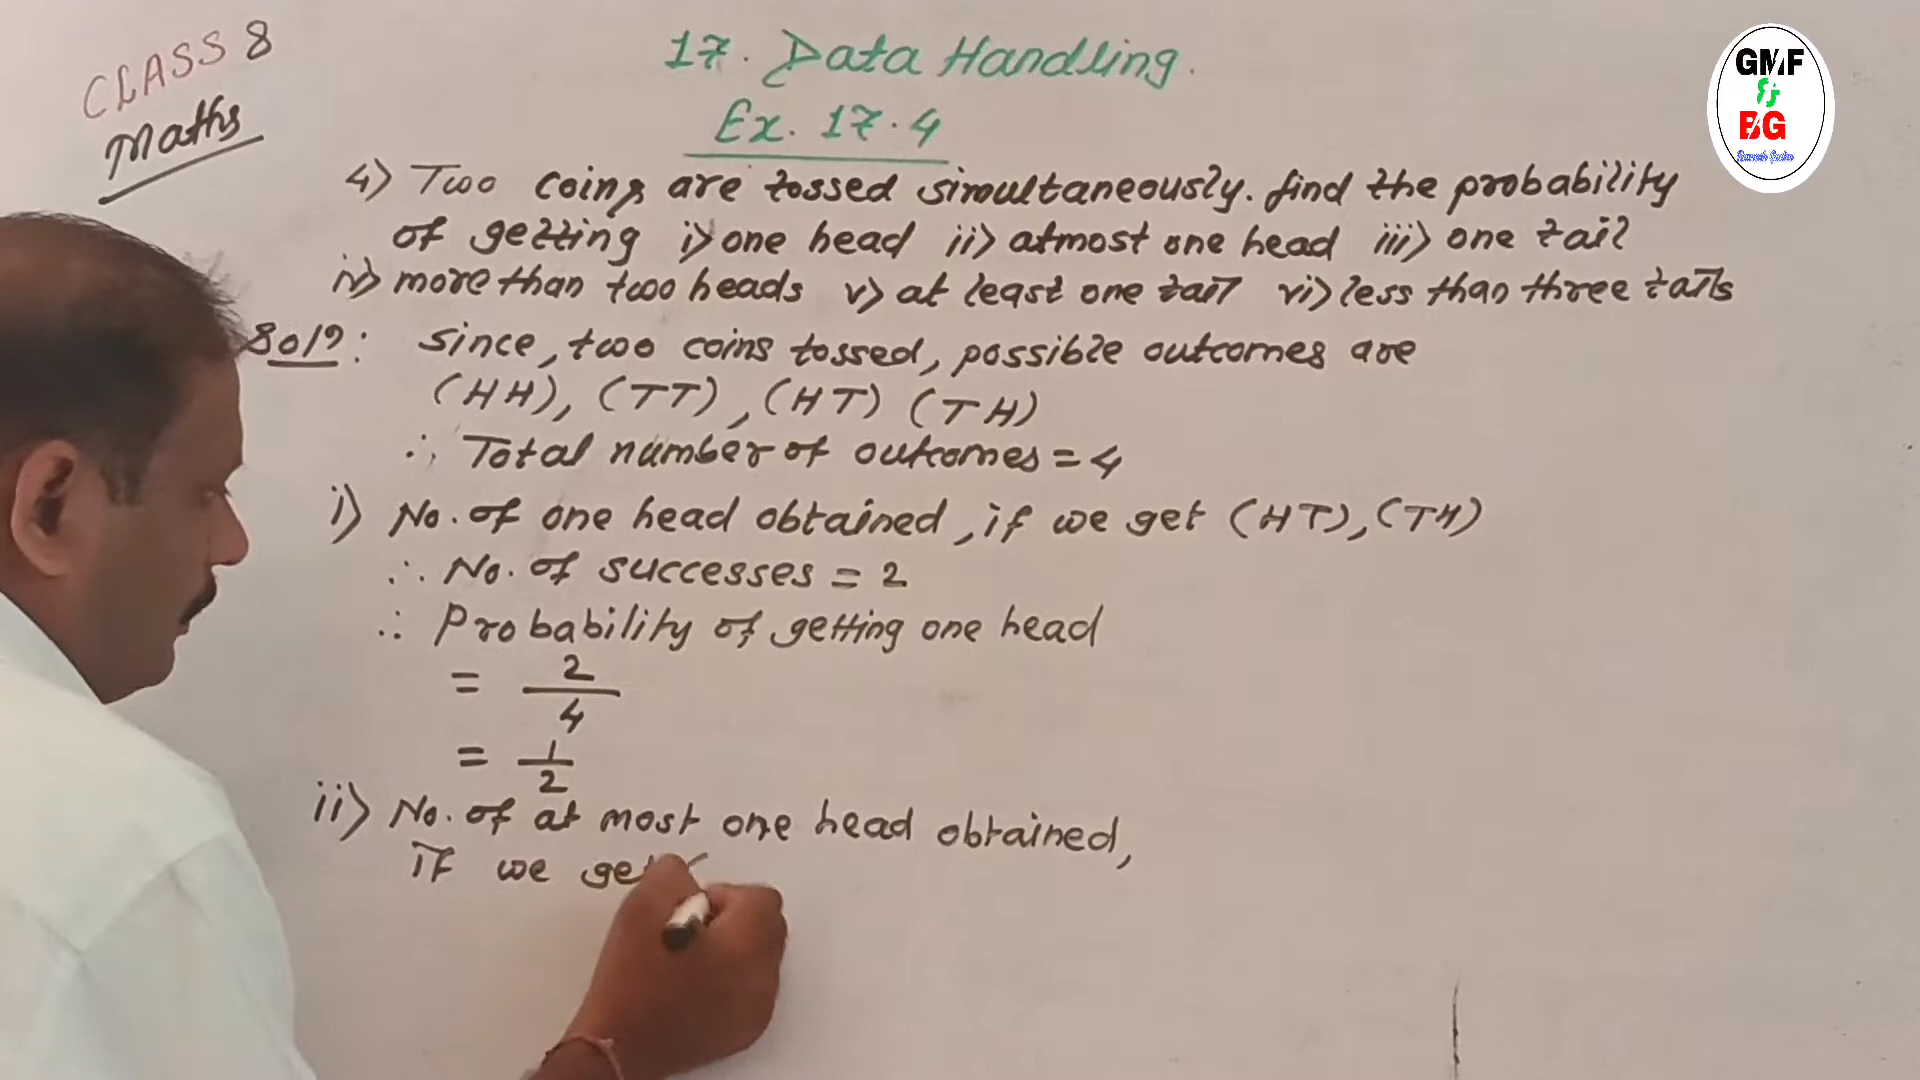 CLASS 8
Maths
17. Data Handling.
Ex. 17.4
GMF
BG
4) Two coins are tossed simultaneously. find the probability
of getting i) one head ii) atmost one head iii) one tail
iv) more than two heads v) at least one tail vi) less than three tails
Soln: Since, two coins tossed, possible outcomes are
(HH), (TT), (HT) (TH)
∴ Total number of outcomes = 4
i) No. of one head obtained, if we get (HT), (TH)
∴ No. of successes = 2
∴ Probability of getting one head
= 2/4
= 1/2
ii) No. of at most one head obtained,
If we get (